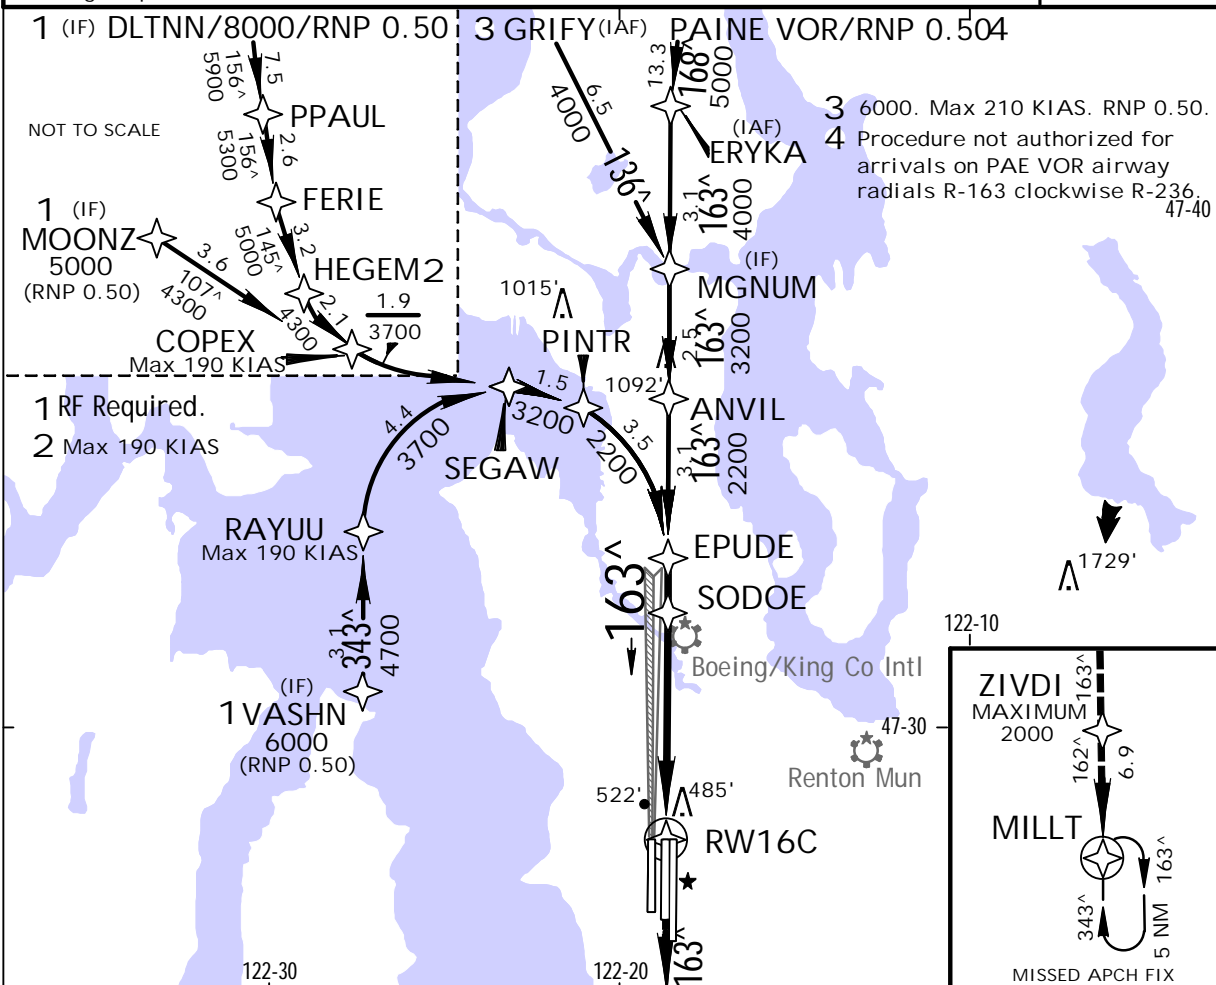 1 (IF) DLTNN/8000/RNP 0.50
3 GRIFY (IAF) PAINE VOR/RNP 0.504
7.5
156^
5900
PPAUL
NOT TO SCALE
2.6
156^
5300
FERIE
1 (IF)
MOONZ
5000
(RNP 0.50)
3.6
107^
4300
3.2
145^
5000
HEGEM2
2.1
4300
1.9
3700
COPEX
Max 190 KIAS
1 RF Required.
2 Max 190 KIAS
6.5
4000
136^
13.3
168^
5000
(IAF)
ERYKA
3 6000. Max 210 KIAS. RNP 0.50.
4 Procedure not authorized for
arrivals on PAE VOR airway
radials R-163 clockwise R-236.
47-40
3.1
163^
4000
(IF)
MGNUM
1015'
PINTR
2.5
163^
3200
1092'
ANVIL
1.5
3200
SEGAW
4.4
3700
3.5
2200
3.1
163^
2200
RAYUU
Max 190 KIAS
EPUDE
163^
SODOE
1729'
122-10
3.1
343^
4700
(IF)
1 VASHN
6000
(RNP 0.50)
Boeing/King Co Intl
47-30
Renton Mun
522'
485'
RW16C
163^
122-30
122-20
ZIVDI
MAXIMUM
2000
163^
162^
6.9
MILLT
343^
163^
5 NM
MISSED APCH FIX